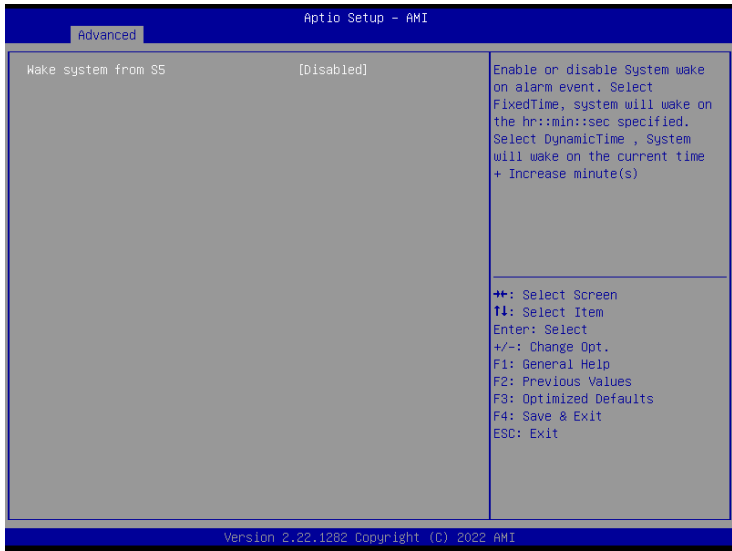 Aptio Setup – AMI
Advanced
Wake system from S5 [Disabled]
Enable or disable System wake
on alarm event. Select
FixedTime, system will wake on
the hr::min::sec specified.
Select DynamicTime , System
will wake on the current time
+ Increase minute(s)
→←: Select Screen
↑↓: Select Item
Enter: Select
+/-: Change Opt.
F1: General Help
F2: Previous Values
F3: Optimized Defaults
F4: Save & Exit
ESC: Exit
Version 2.22.1282 Copyright (C) 2022 AMI